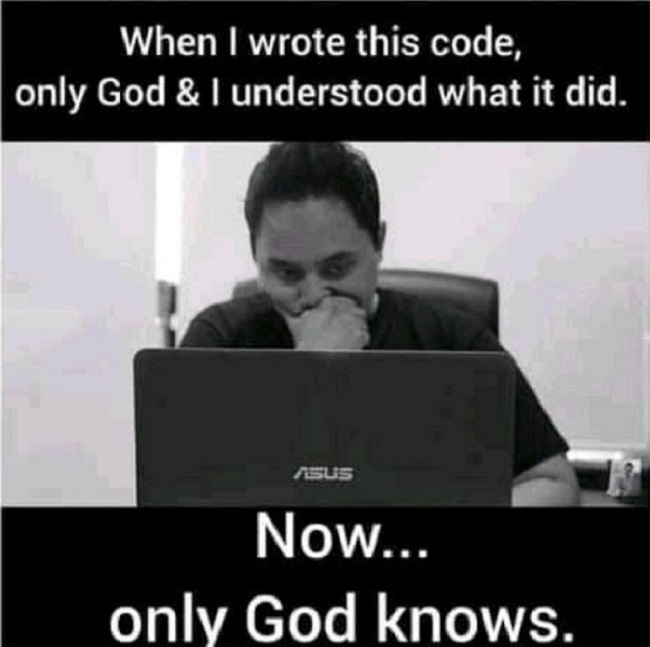 When I wrote this code,
only God & I understood what it did.
ASUS
Now...
only God knows.